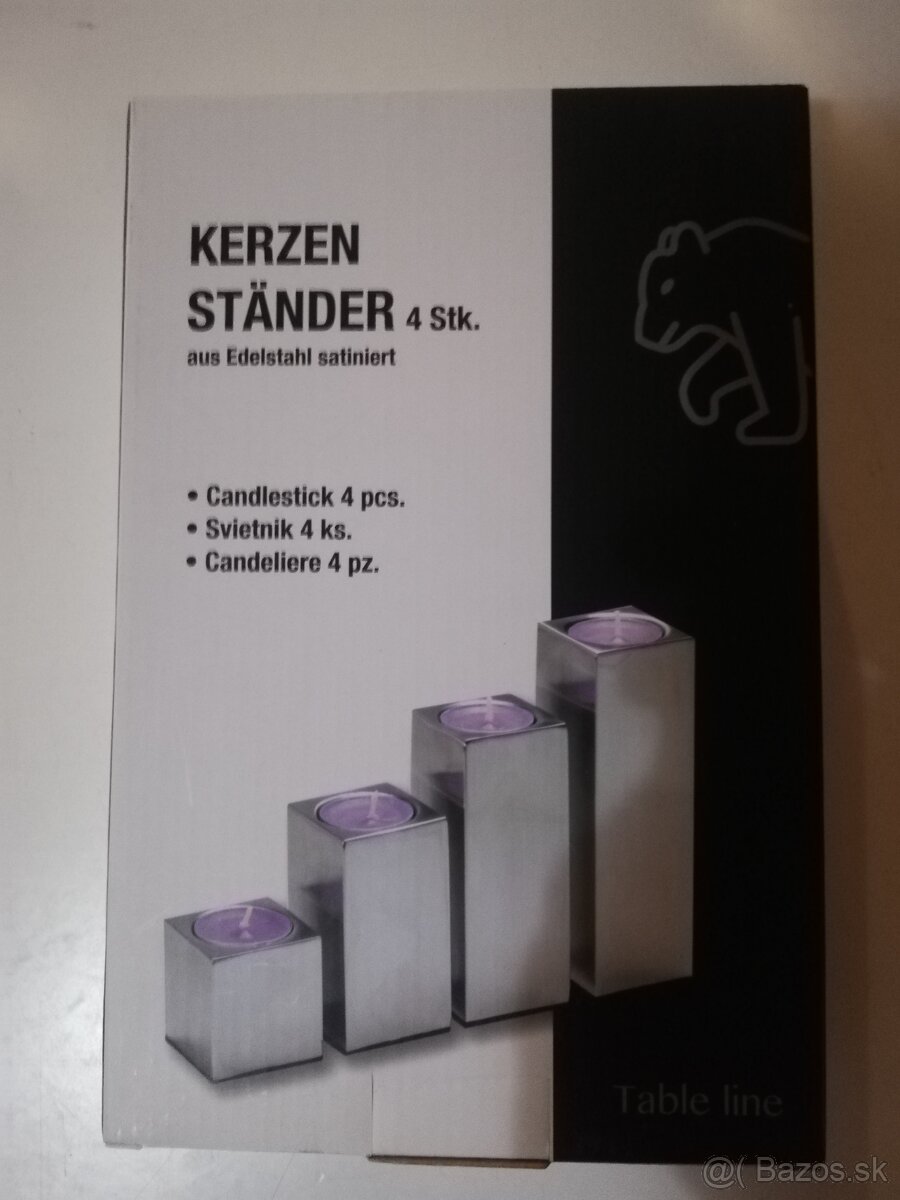 KERZEN
STÄNDER 4 Stk.
aus Edelstahl satiniert
• Candlestick 4 pcs.
• Svietnik 4 ks.
• Candeliere 4 pz.
Table line
@( Bazos.sk